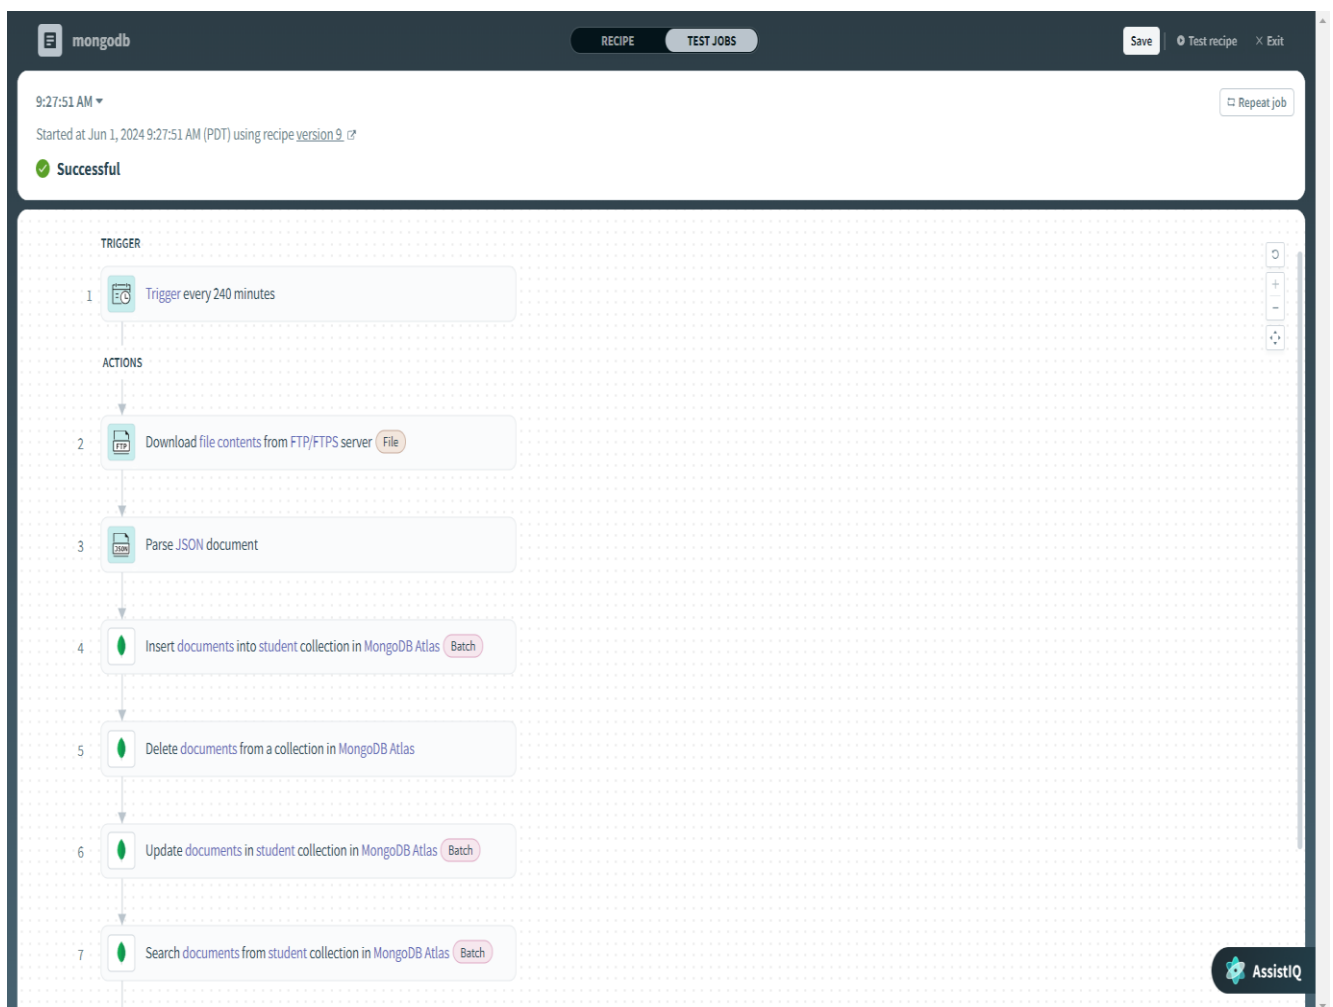 mongodb
RECIPE
TEST JOBS
Save
Test recipe
Exit
9:27:51 AM
Repeat job
Started at Jun 1, 2024 9:27:51 AM (PDT) using recipe version 9
Successful
TRIGGER
1 Trigger every 240 minutes
ACTIONS
2 FTP Download file contents from FTP/FTPS server File
3 JSON Parse JSON document
4 Insert documents into student collection in MongoDB Atlas Batch
5 Delete documents from a collection in MongoDB Atlas
6 Update documents in student collection in MongoDB Atlas Batch
7 Search documents from student collection in MongoDB Atlas Batch
AssistIQ